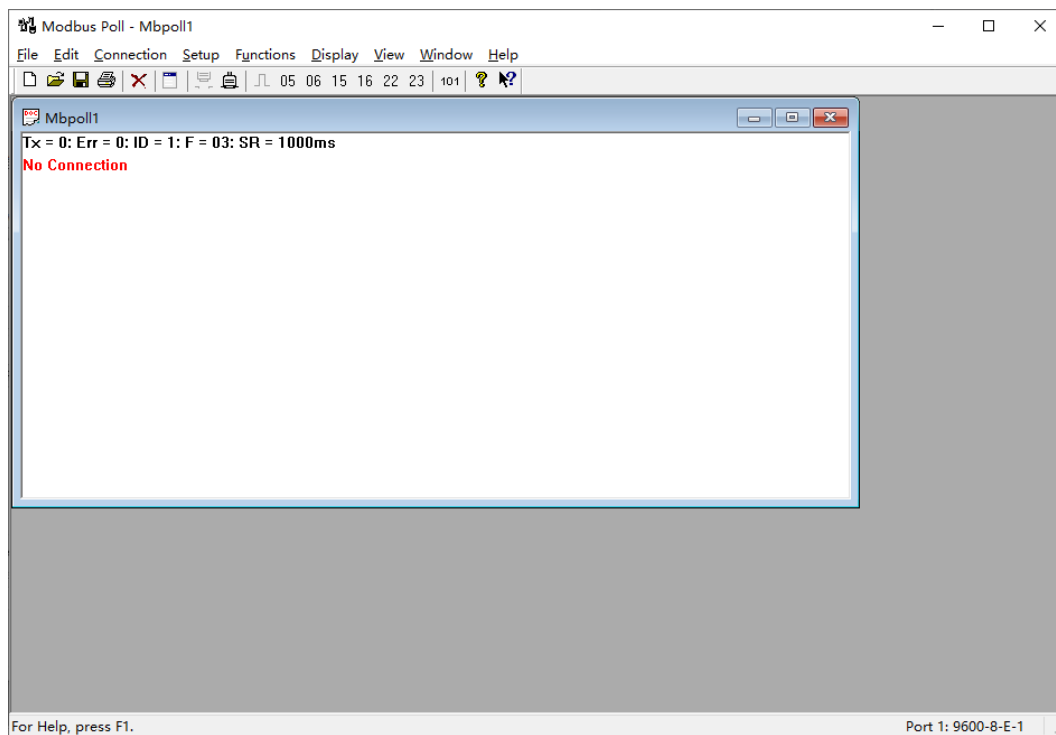 Modbus Poll - Mbpoll1
File Edit Connection Setup Functions Display View Window Help
05 06 15 16 22 23 101
Mbpoll1
Tx = 0: Err = 0: ID = 1: F = 03: SR = 1000ms
No Connection
For Help, press F1.
Port 1: 9600-8-E-1